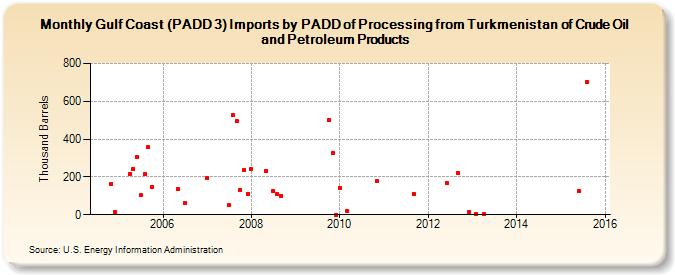 Monthly Gulf Coast (PADD 3) Imports by PADD of Processing from Turkmenistan of Crude Oil
and Petroleum Products
Thousand Barrels
800
600
400
200
0
2006
2008
2010
2012
2014
2016
Source: U.S. Energy Information Administration